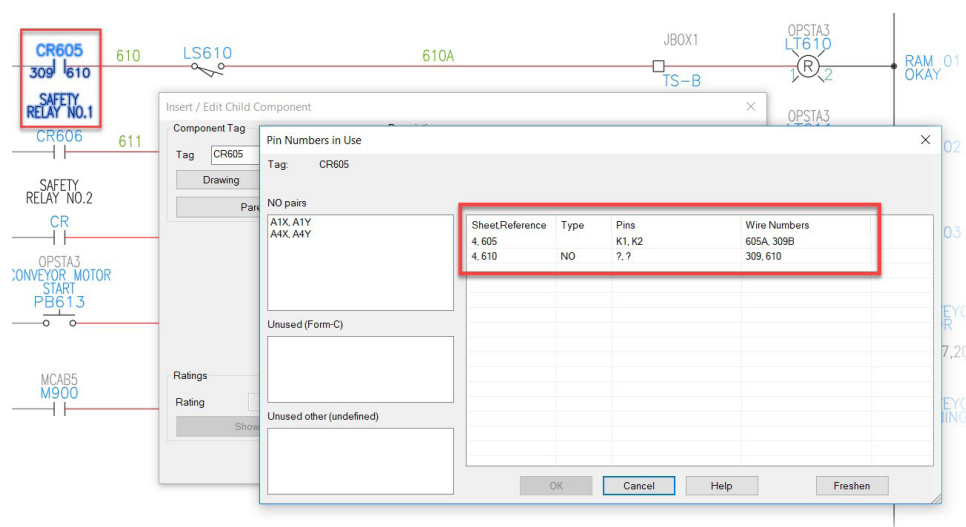 OPSTA3
CR605 610 LS610 610A JBOX1 LT610
309 610 TS-B R 1 2 RAM 01
OKAY
SAFETY
RELAY NO.1
Insert / Edit Child Component
OPSTA3
CR606 611
Component Tag
02
Tag CR605
Drawing
SAFETY
RELAY NO.2
CR
03
OPSTA3
CONVEYOR MOTOR
START
PB613
MCAB5
M900
Ratings
Rating
Show
Pin Numbers in Use
Tag: CR605
NO pairs
A1X, A1Y
A4X, A4Y
Unused (Form-C)
Unused other (undefined)
Sheet,Reference Type Pins Wire Numbers
4, 605 K1, K2 605A, 309B
4, 610 NO ?, ? 309, 610
OK Cancel Help Freshen